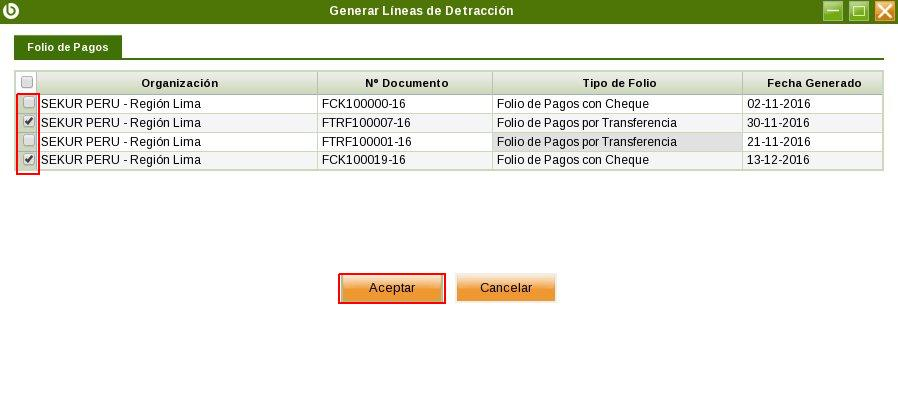 Generar Líneas de Detracción
Folio de Pagos
Organización Nº Documento Tipo de Folio Fecha Generado
SEKUR PERU - Región Lima FCK100000-16 Folio de Pagos con Cheque 02-11-2016
SEKUR PERU - Región Lima FTRF100007-16 Folio de Pagos por Transferencia 30-11-2016
SEKUR PERU - Región Lima FTRF100001-16 Folio de Pagos por Transferencia 21-11-2016
SEKUR PERU - Región Lima FCK100019-16 Folio de Pagos con Cheque 13-12-2016
Aceptar Cancelar